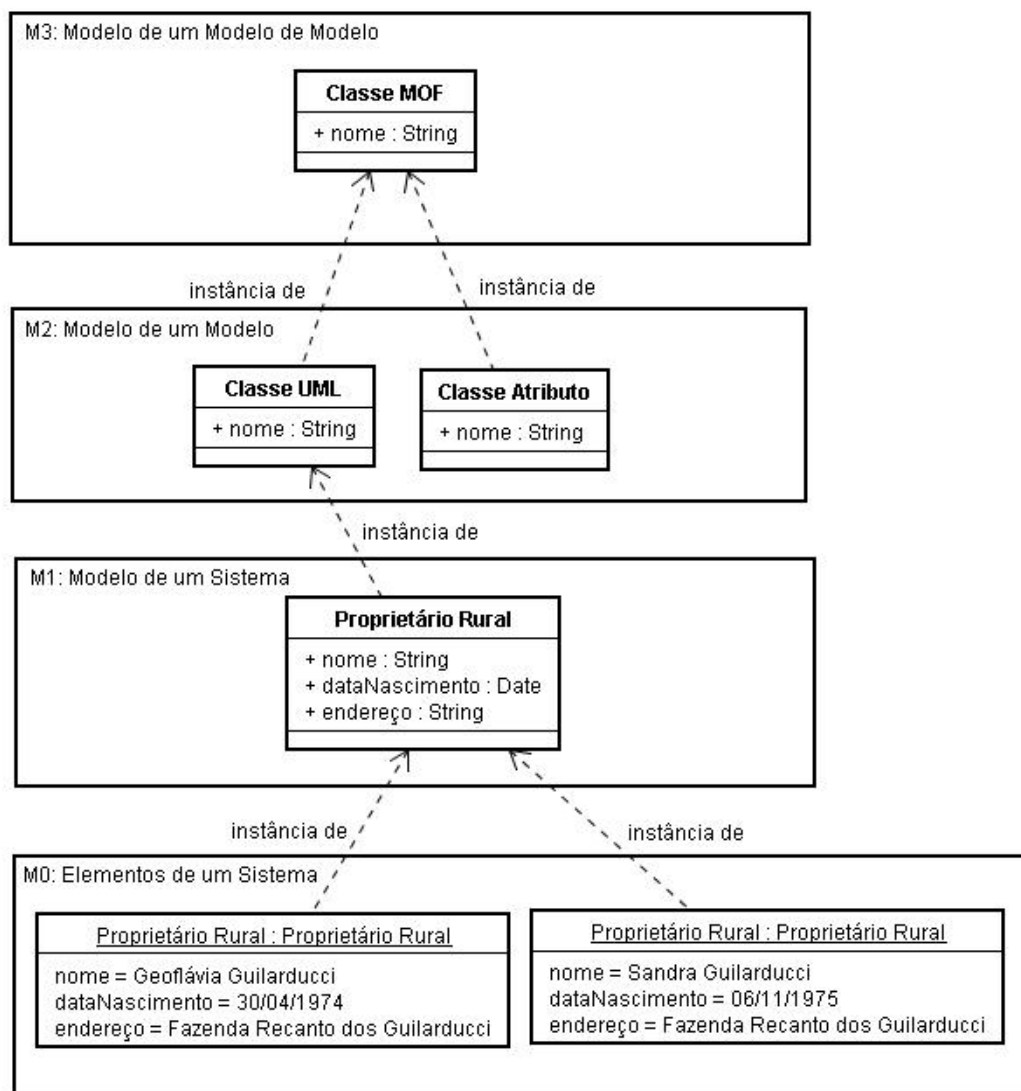 M3: Modelo de um Modelo de Modelo
Classe MOF
+ nome : String
instância de
instância de
M2: Modelo de um Modelo
Classe UML
+ nome : String
Classe Atributo
+ nome : String
instância de
M1: Modelo de um Sistema
Proprietário Rural
+ nome : String
+ dataNascimento : Date
+ endereço : String
instância de
instância de
M0: Elementos de um Sistema
Proprietário Rural : Proprietário Rural
nome = Geoflávia Guilarducci
dataNascimento = 30/04/1974
endereço = Fazenda Recanto dos Guilarducci
Proprietário Rural : Proprietário Rural
nome = Sandra Guilarducci
dataNascimento = 06/11/1975
endereço = Fazenda Recanto dos Guilarducci